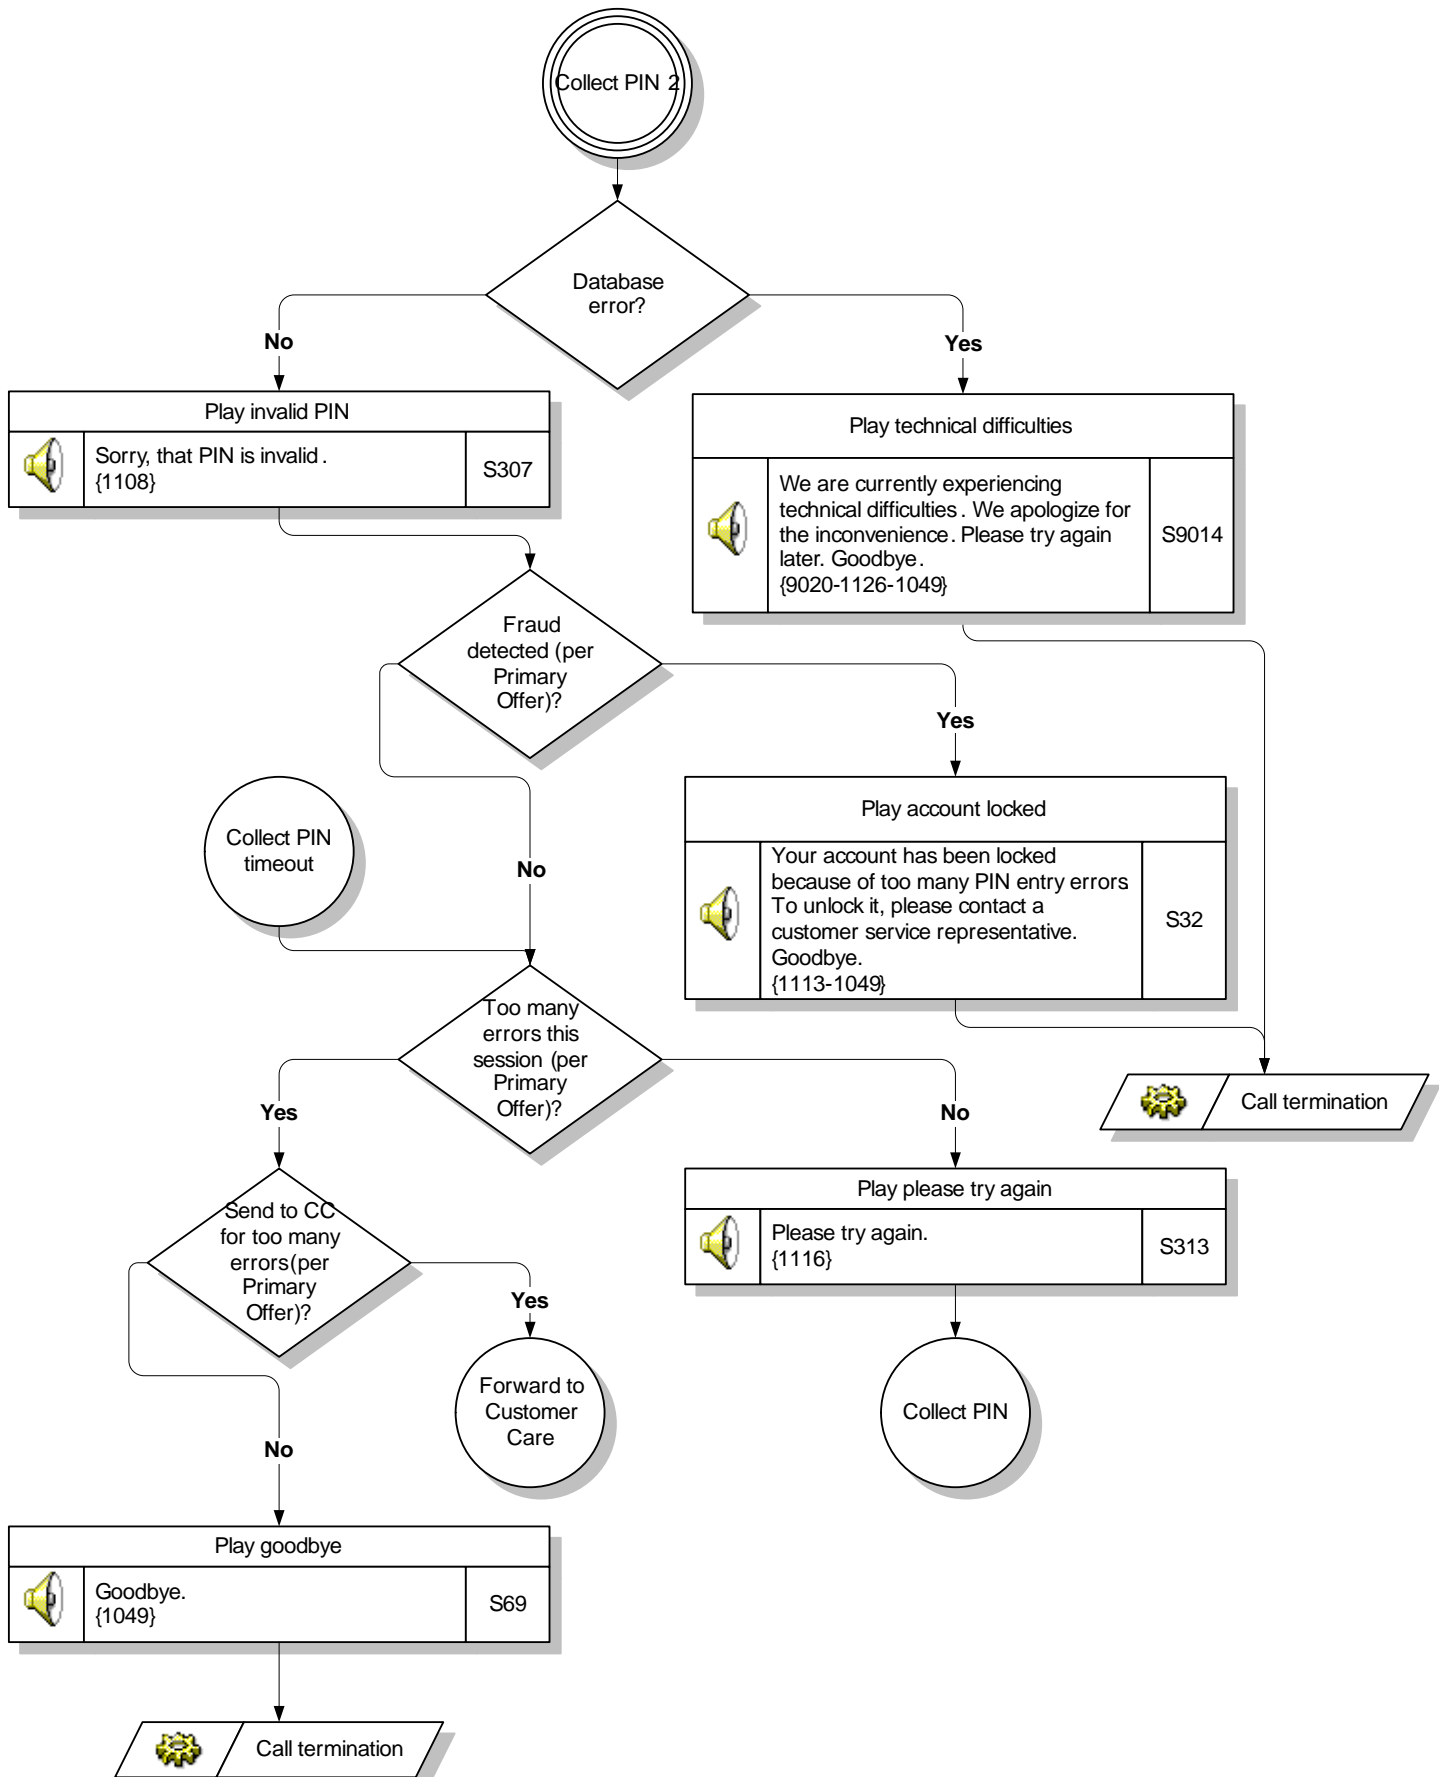 Collect PIN 2
Database
error?
No
Yes
Play invalid PIN
Sorry, that PIN is invalid.
{1108}
S307
Play technical difficulties
We are currently experiencing
technical difficulties. We apologize for
the inconvenience. Please try again
later. Goodbye.
{9020-1126-1049}
S9014
Fraud
detected (per
Primary
Offer)?
Yes
No
Collect PIN
timeout
Play account locked
Your account has been locked
because of too many PIN entry errors.
To unlock it, please contact a
customer service representative.
Goodbye.
{1113-1049}
S32
Too many
errors this
session (per
Primary
Offer)?
Yes
No
Call termination
Send to CC
for too many
errors(per
Primary
Offer)?
Yes
No
Play please try again
Please try again.
{1116}
S313
Forward to
Customer
Care
Collect PIN
Play goodbye
Goodbye.
{1049}
S69
Call termination